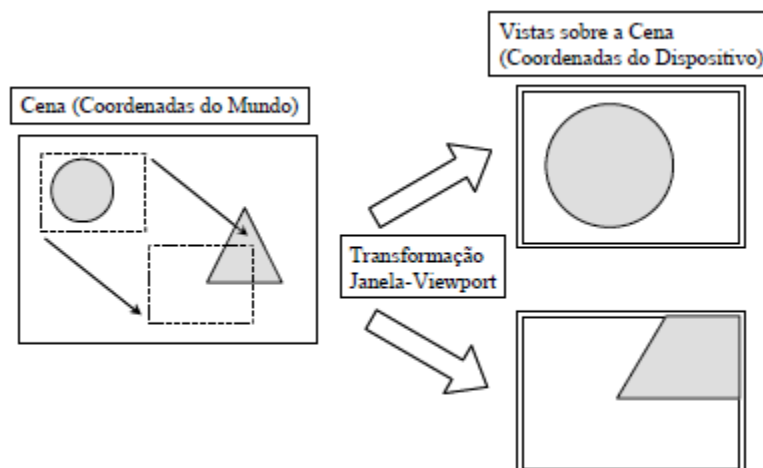 Vistas sobre a Cena
(Coordenadas do Dispositivo)
Cena (Coordenadas do Mundo)
Transformação
Janela-Viewport